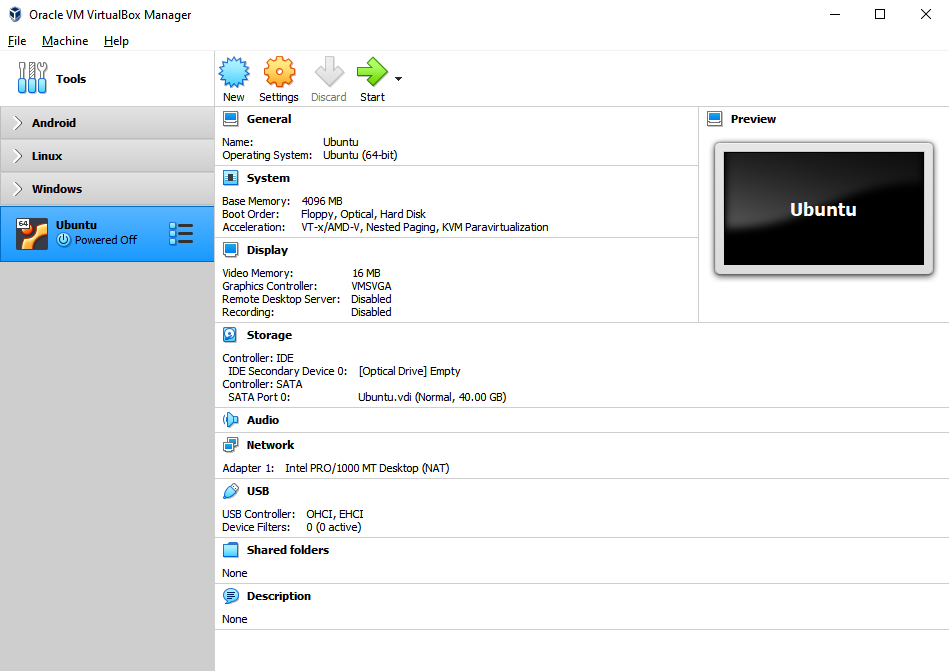 Oracle VM VirtualBox Manager
File Machine Help
Tools
New Settings Discard Start
Android
Linux
Windows
64
Ubuntu
Powered Off
General
Name: Ubuntu
Operating System: Ubuntu (64-bit)
System
Base Memory: 4096 MB
Boot Order: Floppy, Optical, Hard Disk
Acceleration: VT-x/AMD-V, Nested Paging, KVM Paravirtualization
Display
Video Memory: 16 MB
Graphics Controller: VMSVGA
Remote Desktop Server: Disabled
Recording: Disabled
Preview
Ubuntu
Storage
Controller: IDE
IDE Secondary Device 0: [Optical Drive] Empty
Controller: SATA
SATA Port 0: Ubuntu.vdi (Normal, 40.00 GB)
Audio
Network
Adapter 1: Intel PRO/1000 MT Desktop (NAT)
USB
USB Controller: OHCI, EHCI
Device Filters: 0 (0 active)
Shared folders
None
Description
None